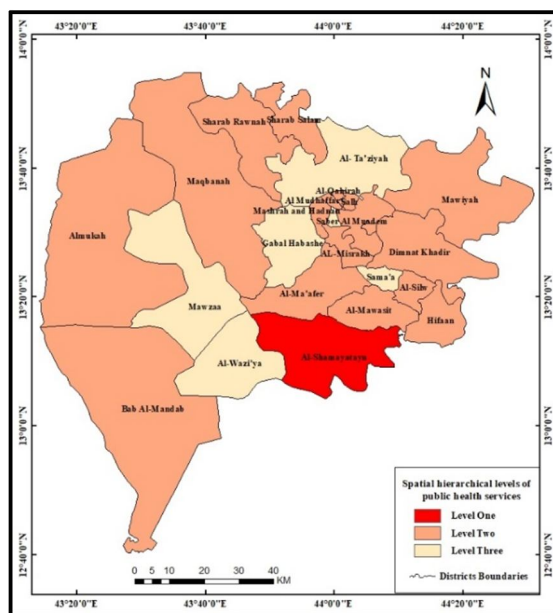 43°20'0"N 43°40'0"N 44°0'0"N 44°20'0"N
14°0'0"N 14°0'0"N
N
Sharab Rawnah
Sharab Salam
Al- Ta'ziyah
13°40'0"N 13°40'0"N
Maqbanah
Al-Qahirah
Al Mudhaffar
Salh
Mawiyah
Mashrah and Hadnan
Saber Al Mundem
Almukah
Gabal Habashe
AL-Misrakh
Dimnat Khadir
Sama'a
Al-Silw
13°20'0"N 13°20'0"N
Mawzaa
Al-Ma'afer
Al-Mawasit
Hifaan
Al-Shamayatayn
Al-Wazi'ya
Bab Al-Mandab
13°0'0"N 13°0'0"N
Spatial hierarchical levels of
public health services
Level One
Level Two
Level Three
Districts Boundaries
12°40'0"N 12°40'0"N
0 5 10 20 30 40
KM
43°20'0"N 43°40'0"N 44°0'0"N 44°20'0"N